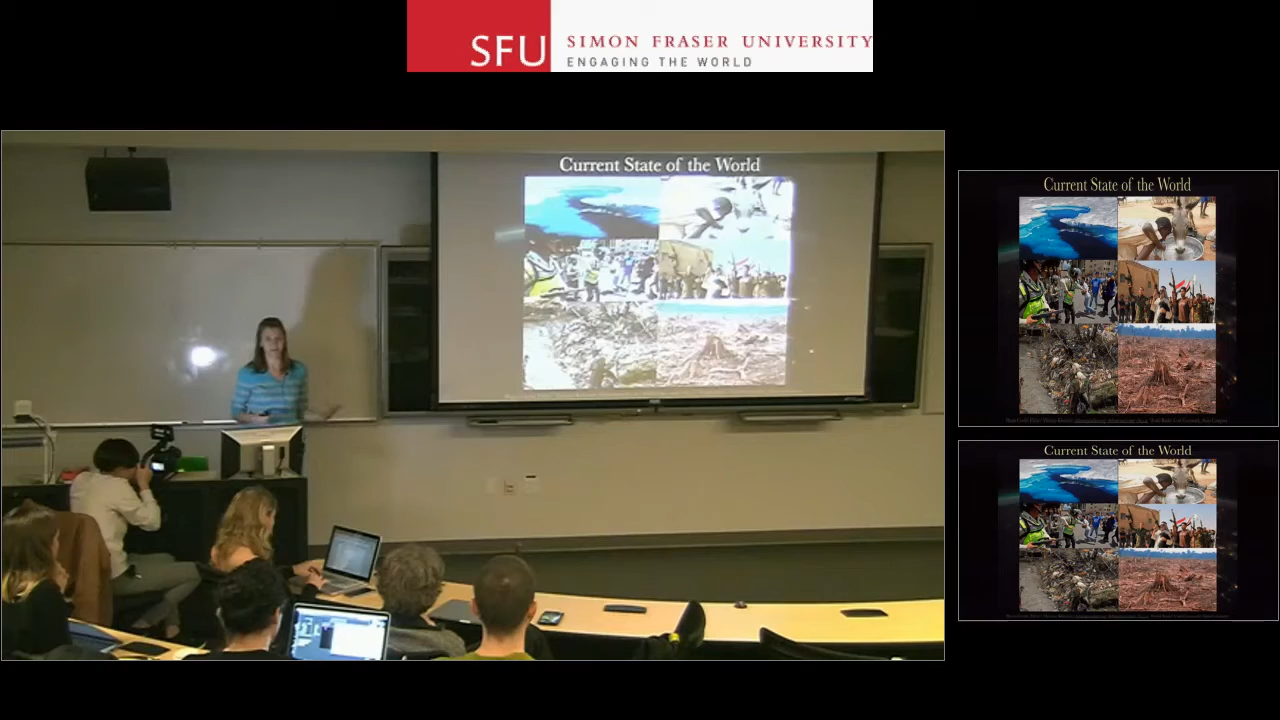 SFU
SIMON FRASER UNIVERSITY
ENGAGING THE WORLD
Current State of the World
Current State of the World
Current State of the World